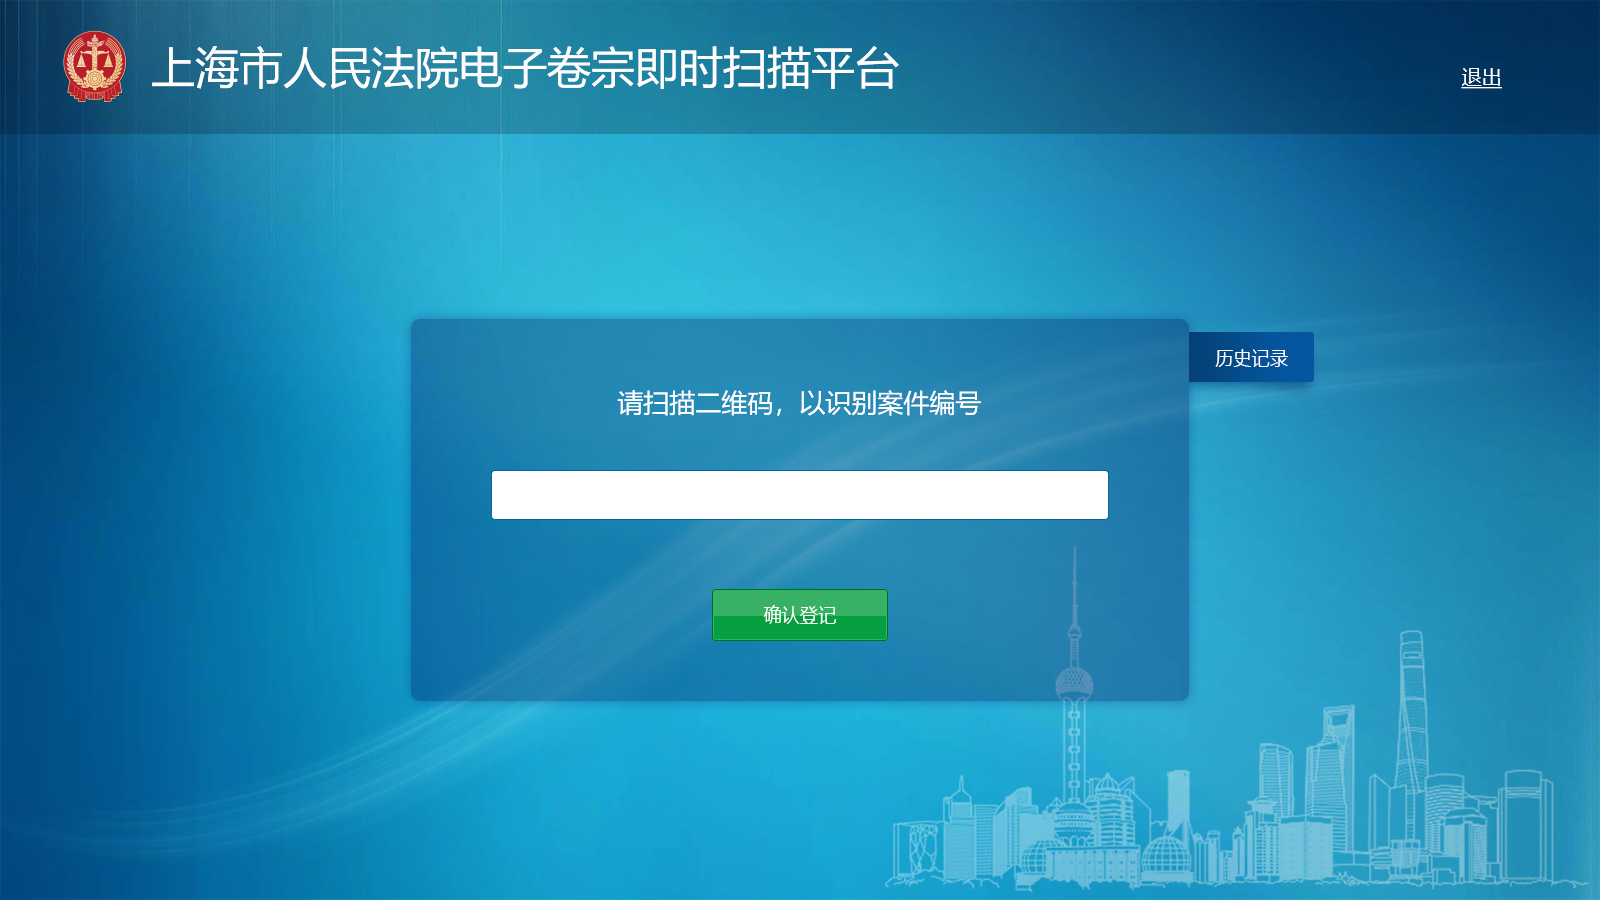 上海市人民法院电子卷宗即时扫描平台
退出
历史记录
请扫描二维码，以识别案件编号
确认登记